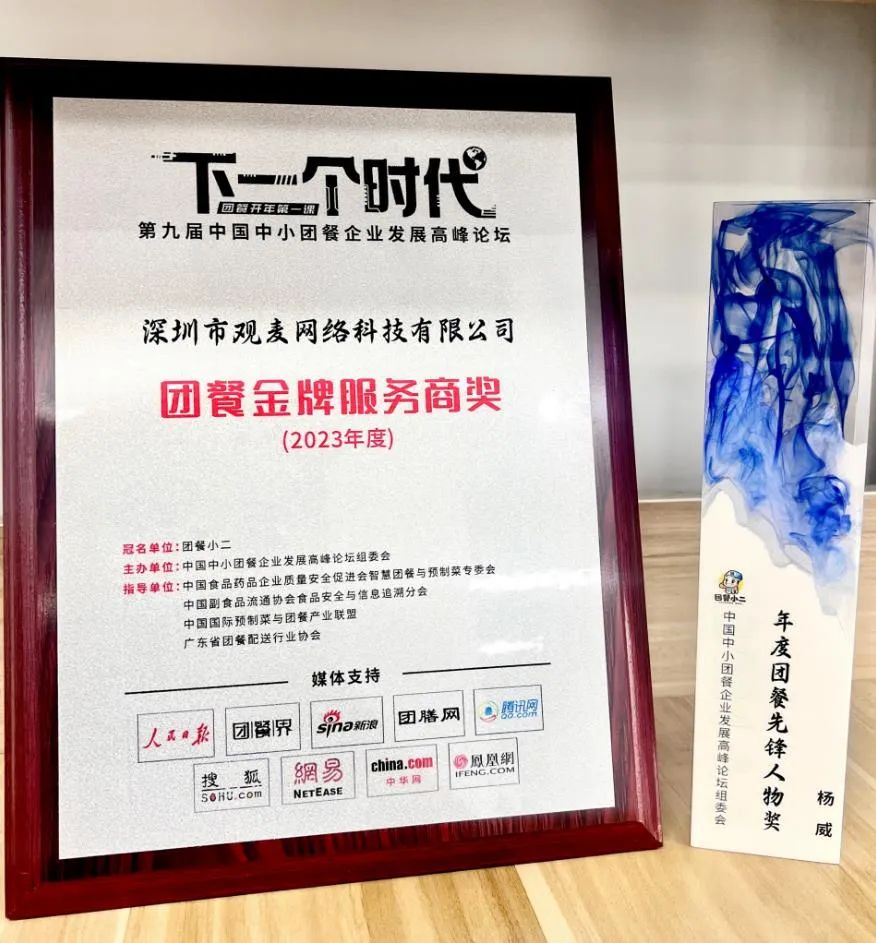 下一个时代
团餐开年第一课
第九届中国中小团餐企业发展高峰论坛
深圳市观麦网络科技有限公司
团餐金牌服务商奖
(2023年度)
冠名单位:团餐小二
主办单位:中国中小团餐企业发展高峰论坛组委会
指导单位:中国食品药品企业质量安全促进会智慧团餐与预制菜专委会
中国副食品流通协会食品安全与信息追溯分会
中国国际预制菜与团餐产业联盟
广东省团餐配送行业协会
媒体支持
人民日报
团餐界
sina新浪
团膳网
腾讯网
QQ.com
搜狐
SOHU.com
網易
NETEASE
china.com
中华网
鳳凰網
IFENG.COM
团餐小二
中国中小团餐企业发展高峰论坛组委会
年度团餐先锋人物奖
杨威